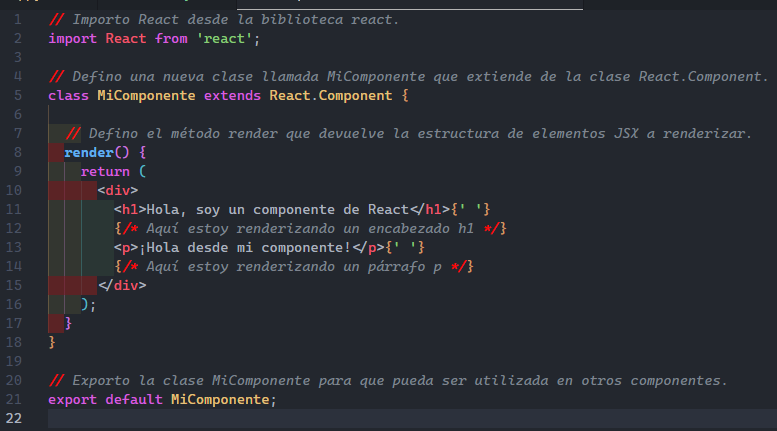 1 // Importo React desde la biblioteca react.
2 import React from 'react';
3
4 // Defino una nueva clase llamada MiComponente que extiende de la clase React.Component.
5 class MiComponente extends React.Component {
6
7 // Defino el método render que devuelve la estructura de elementos JSX a renderizar.
8 render() {
9 return (
10 <div>
11 <h1>Hola, soy un componente de React</h1>{' '}
12 {/* Aquí estoy renderizando un encabezado h1 */}
13 <p>¡Hola desde mi componente!</p>{' '}
14 {/* Aquí estoy renderizando un párrafo p */}
15 </div>
16 );
17 }
18 }
19
20 // Exporto la clase MiComponente para que pueda ser utilizada en otros componentes.
21 export default MiComponente;
22